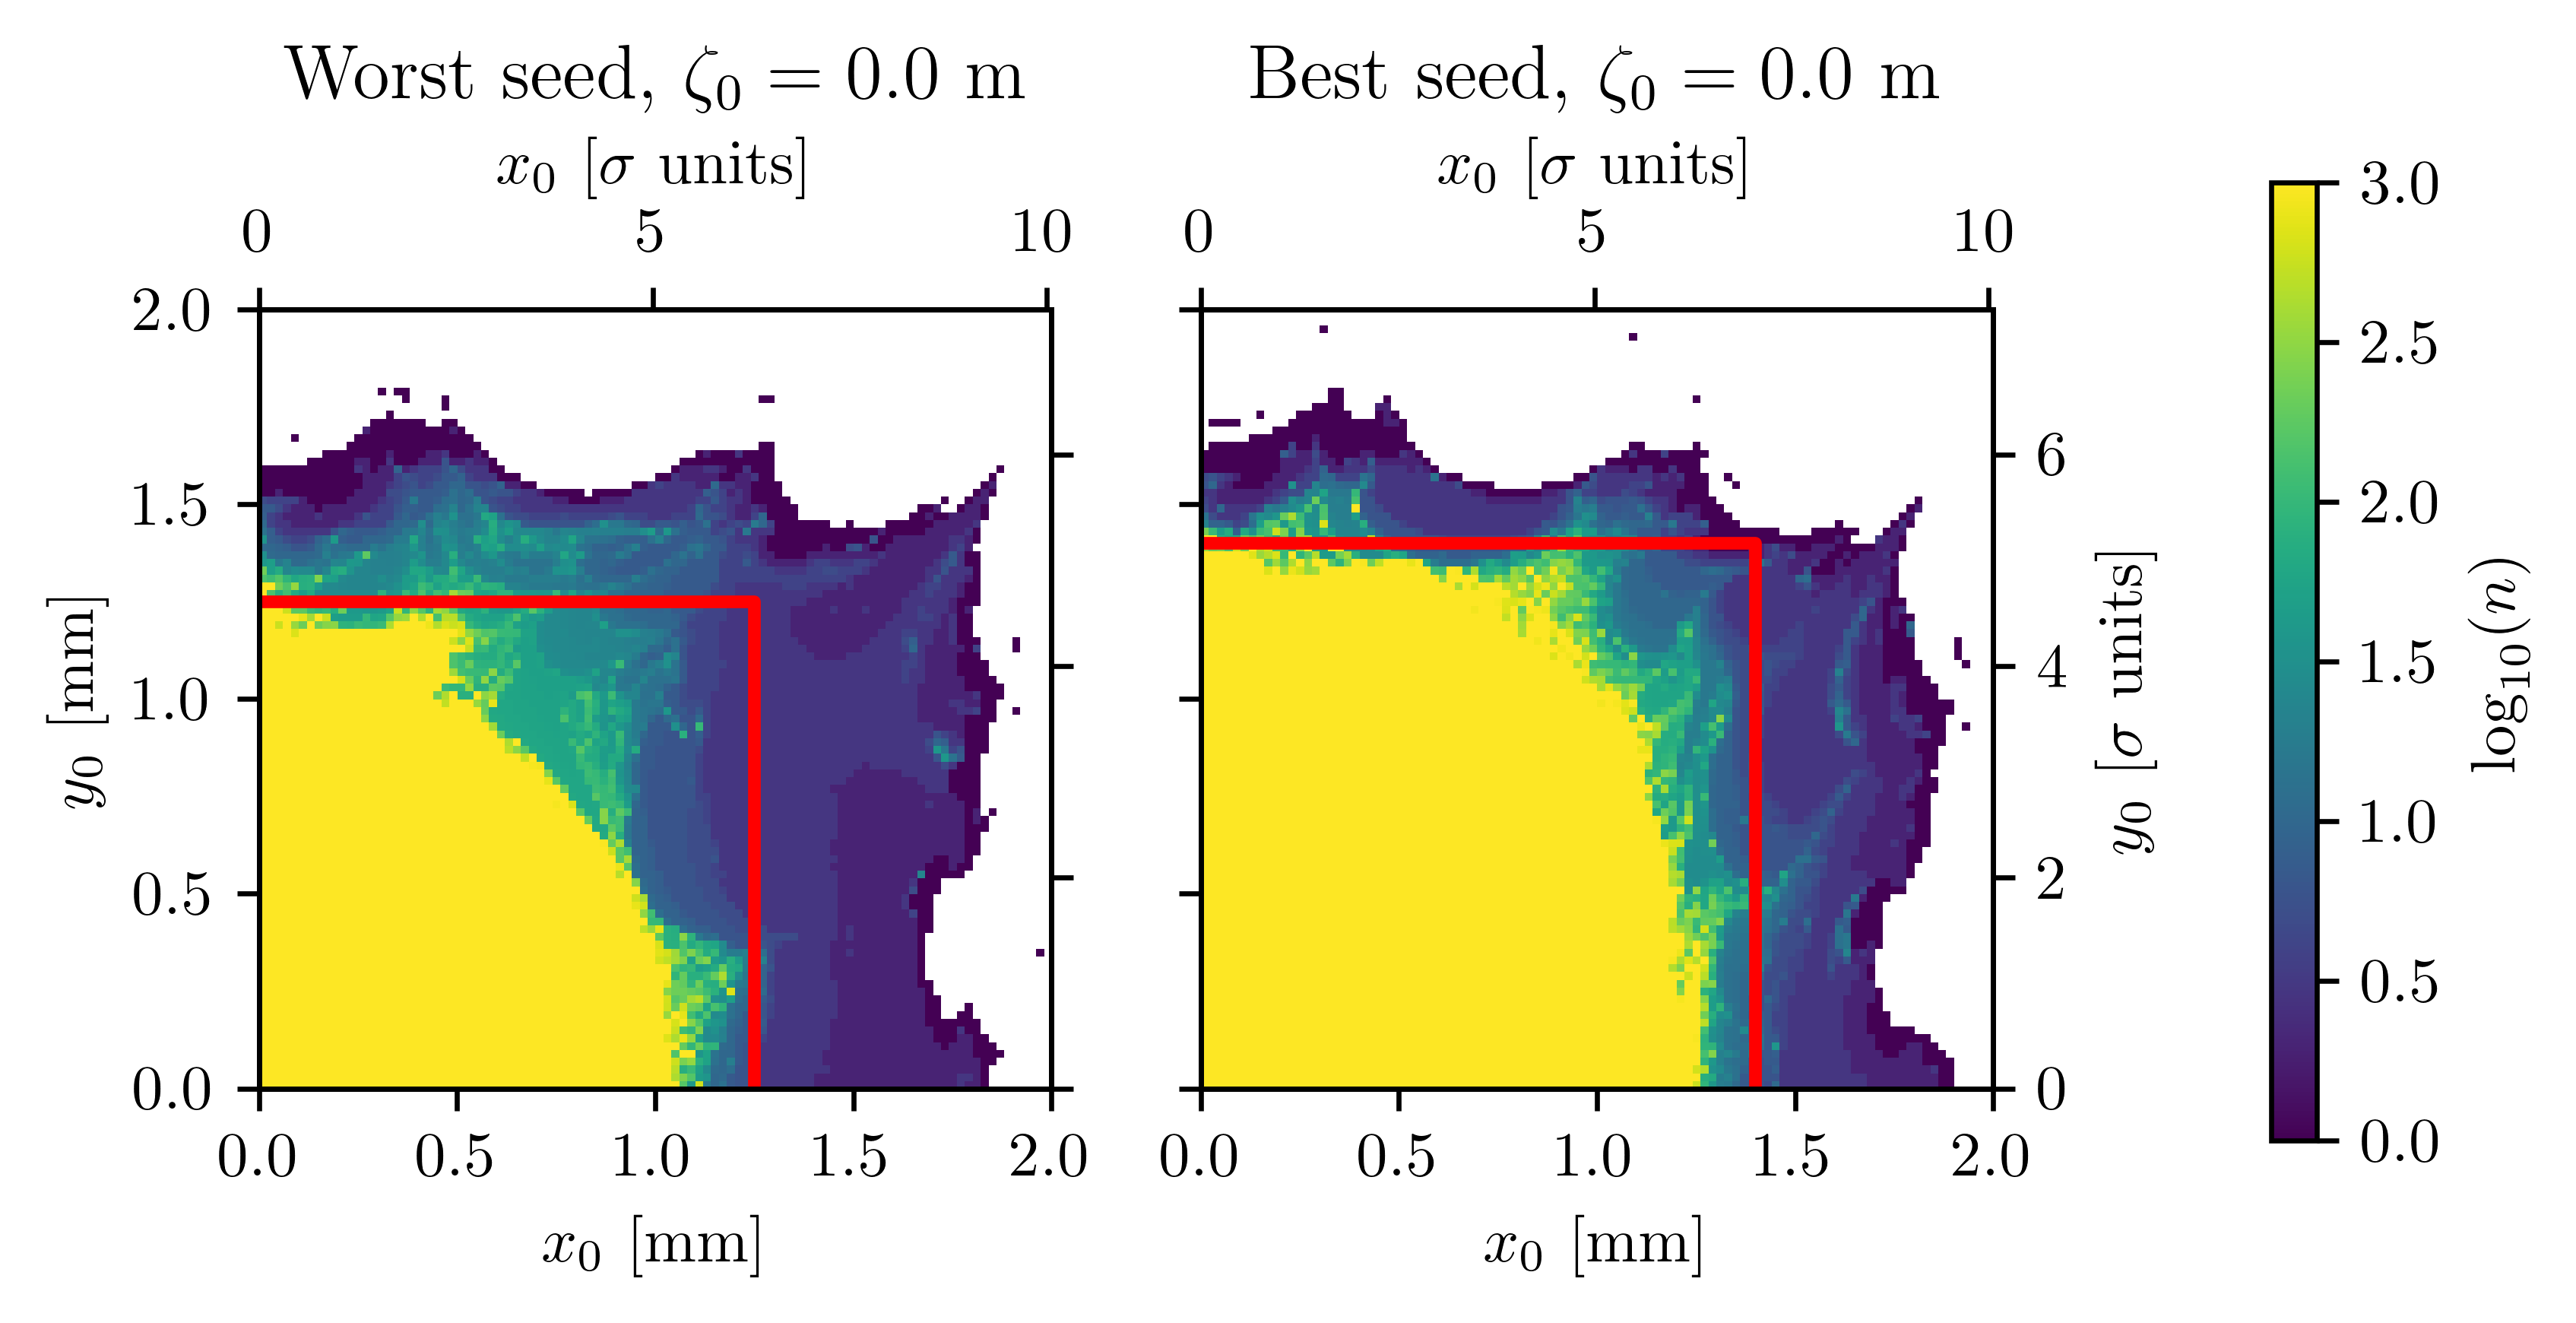 Worst seed, ζ₀ = 0.0 m
x₀ [σ units]
0 5 10
2.0
1.5
1.0
0.5
0.0
y₀ [mm]
0.0 0.5 1.0 1.5 2.0
x₀ [mm]
Best seed, ζ₀ = 0.0 m
x₀ [σ units]
0 5 10
6
4
2
0
y₀ [σ units]
0.0 0.5 1.0 1.5 2.0
x₀ [mm]
3.0
2.5
2.0
1.5
1.0
0.5
0.0
log₁₀(n)